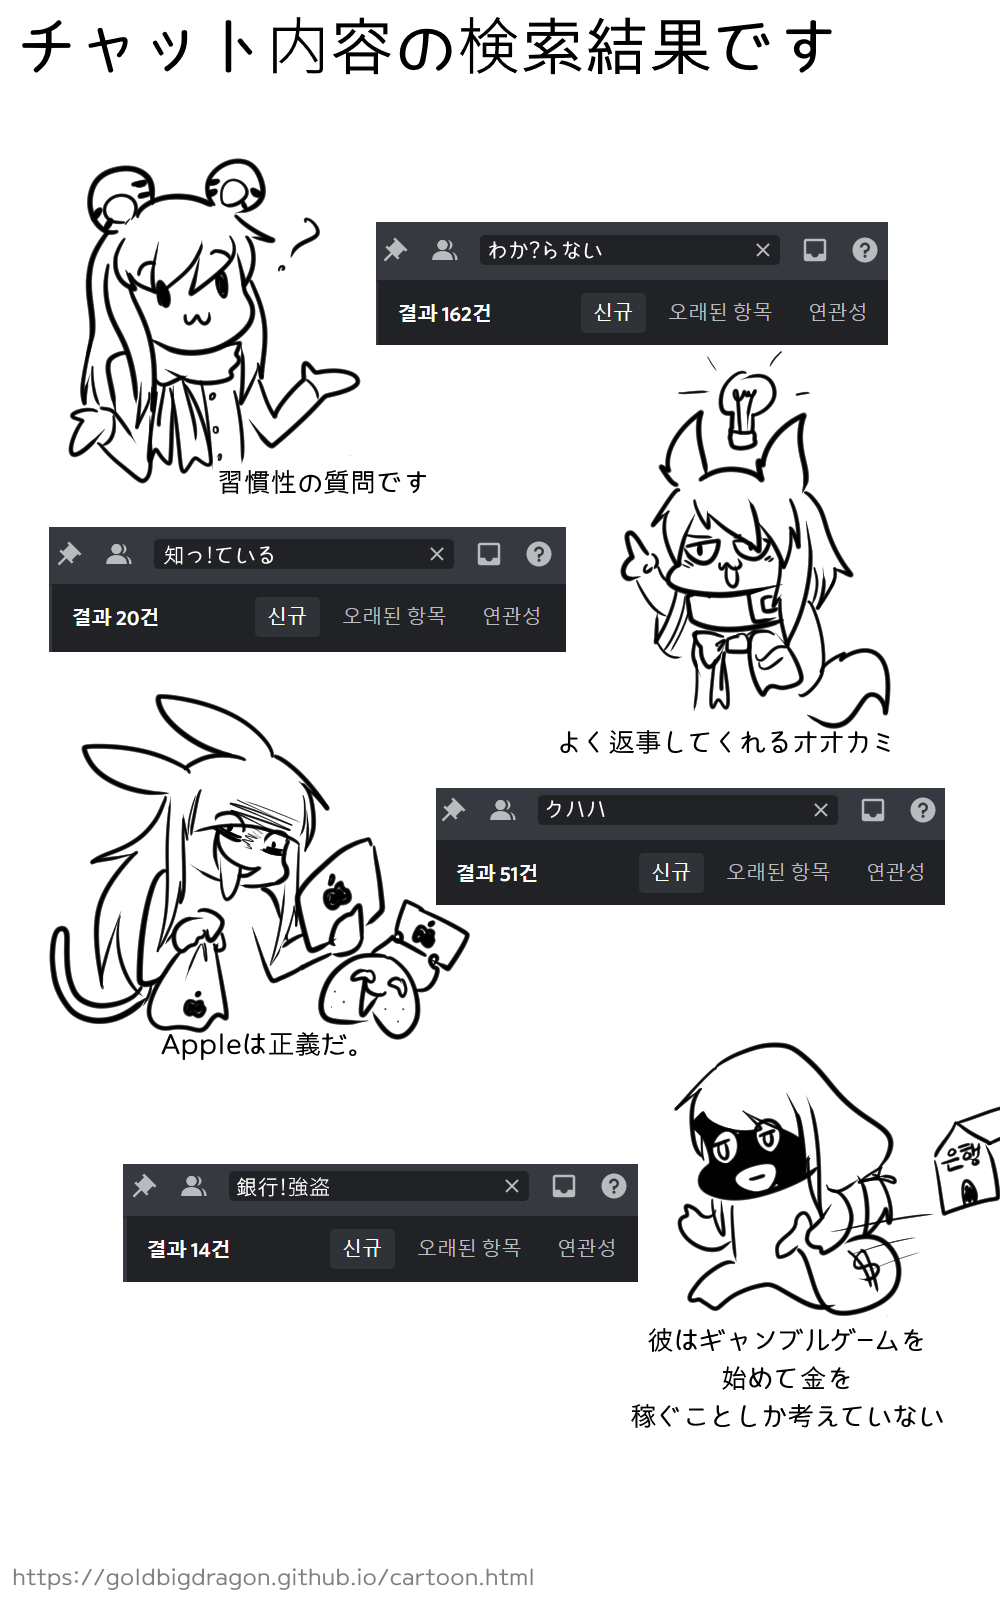 チャット内容の検索結果です
わか?らない
결과 162건 신규 오래된 항목 연관성
習慣性の質問です
知っ!ている
결과 20건 신규 오래된 항목 연관성
よく返事してくれるオオカミ
クハハ
결과 51건 신규 오래된 항목 연관성
Appleは正義だ。
은행
$
銀行!強盗
결과 14건 신규 오래된 항목 연관성
彼はギャンブルゲームを
始めて金を
稼ぐことしか考えていない
https://goldbigdragon.github.io/cartoon.html